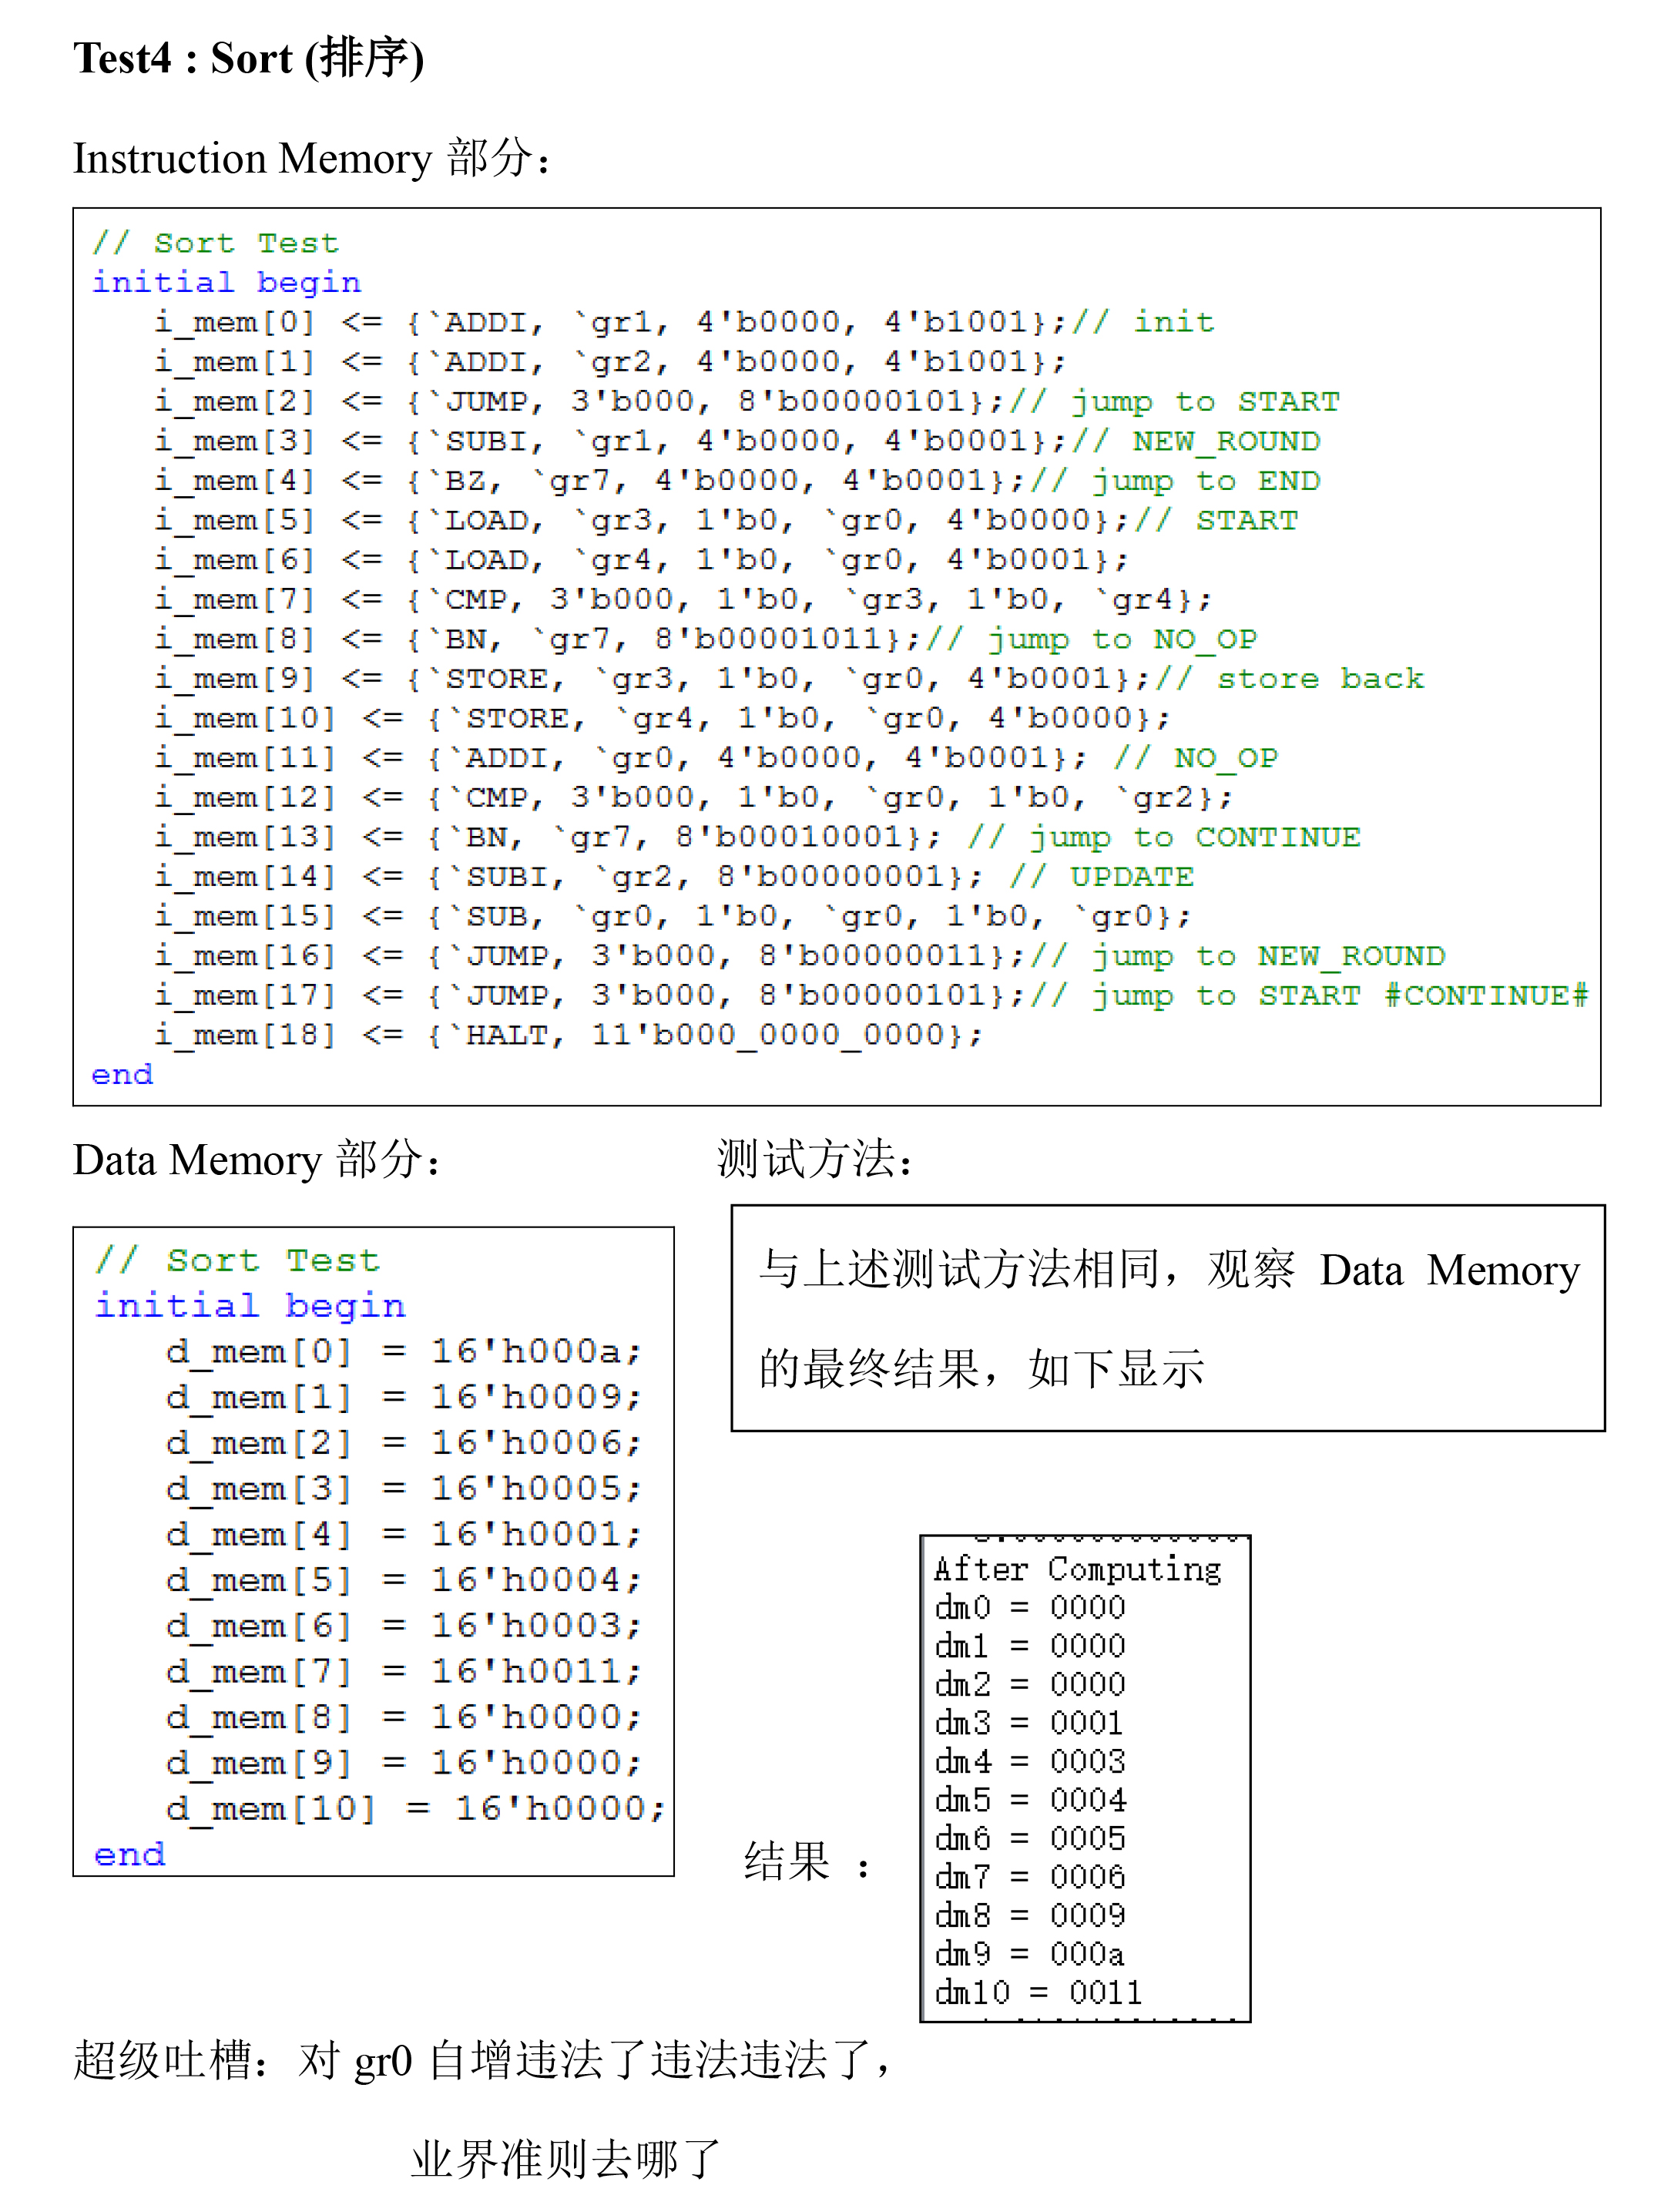 Test4 : Sort (排序)
Instruction Memory 部分：
// Sort Test
initial begin
i_mem[0] <= {`ADDI, `gr1, 4'b0000, 4'b1001};// init
i_mem[1] <= {`ADDI, `gr2, 4'b0000, 4'b1001};
i_mem[2] <= {`JUMP, 3'b000, 8'b00000101};// jump to START
i_mem[3] <= {`SUBI, `gr1, 4'b0000, 4'b0001};// NEW_ROUND
i_mem[4] <= {`BZ, `gr7, 4'b0000, 4'b0001};// jump to END
i_mem[5] <= {`LOAD, `gr3, 1'b0, `gr0, 4'b0000};// START
i_mem[6] <= {`LOAD, `gr4, 1'b0, `gr0, 4'b0001};
i_mem[7] <= {`CMP, 3'b000, 1'b0, `gr3, 1'b0, `gr4};
i_mem[8] <= {`BN, `gr7, 8'b00001011};// jump to NO_OP
i_mem[9] <= {`STORE, `gr3, 1'b0, `gr0, 4'b0001};// store back
i_mem[10] <= {`STORE, `gr4, 1'b0, `gr0, 4'b0000};
i_mem[11] <= {`ADDI, `gr0, 4'b0000, 4'b0001}; // NO_OP
i_mem[12] <= {`CMP, 3'b000, 1'b0, `gr0, 1'b0, `gr2};
i_mem[13] <= {`BN, `gr7, 8'b00010001}; // jump to CONTINUE
i_mem[14] <= {`SUBI, `gr2, 8'b00000001}; // UPDATE
i_mem[15] <= {`SUB, `gr0, 1'b0, `gr0, 1'b0, `gr0};
i_mem[16] <= {`JUMP, 3'b000, 8'b00000011};// jump to NEW_ROUND
i_mem[17] <= {`JUMP, 3'b000, 8'b00000101};// jump to START #CONTINUE#
i_mem[18] <= {`HALT, 11'b000_0000_0000};
end
Data Memory 部分：
// Sort Test
initial begin
d_mem[0] = 16'h000a;
d_mem[1] = 16'h0009;
d_mem[2] = 16'h0006;
d_mem[3] = 16'h0005;
d_mem[4] = 16'h0001;
d_mem[5] = 16'h0004;
d_mem[6] = 16'h0003;
d_mem[7] = 16'h0011;
d_mem[8] = 16'h0000;
d_mem[9] = 16'h0000;
d_mem[10] = 16'h0000;
end
测试方法：
与上述测试方法相同，观察 Data Memory
的最终结果，如下显示
结果 ：
After Computing
dm0 = 0000
dm1 = 0000
dm2 = 0000
dm3 = 0001
dm4 = 0003
dm5 = 0004
dm6 = 0005
dm7 = 0006
dm8 = 0009
dm9 = 000a
dm10 = 0011
超级吐槽：对 gr0 自增违法了违法违法了，
业界准则去哪了